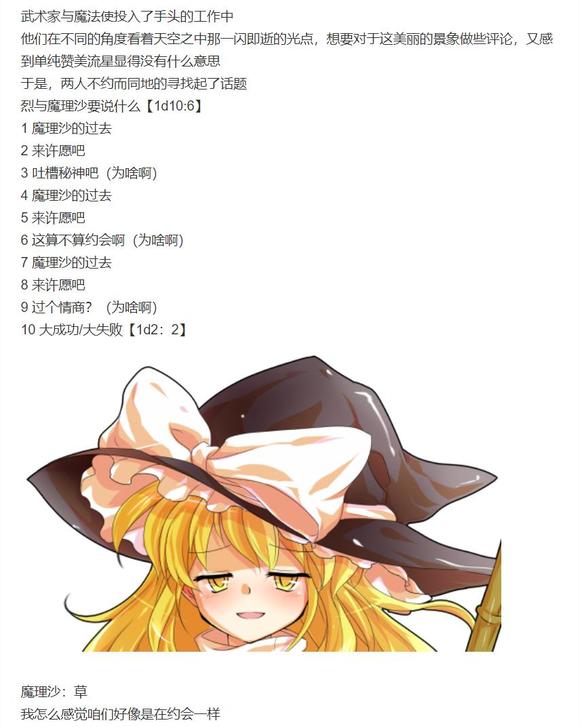 武术家与魔法使投入了手头的工作中
他们在不同的角度看着天空之中那一闪即逝的光点，想要对于这美丽的景象做些评论，又感
到单纯赞美流星显得没有什么意思
于是，两人不约而同地的寻找起了话题
烈与魔理沙要说什么【1d10:6】
1 魔理沙的过去
2 来许愿吧
3 吐槽秘神吧（为啥啊）
4 魔理沙的过去
5 来许愿吧
6 这算不算约会啊（为啥啊）
7 魔理沙的过去
8 来许愿吧
9 过个情商？（为啥啊）
10 大成功/大失败【1d2：2】
魔理沙：草
我怎么感觉咱们好像是在约会一样